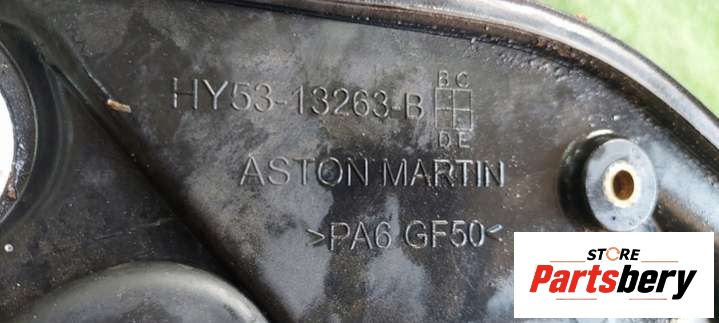 HY53-13263-B
B C
D E
ASTON MARTIN
>PA6 GF50<
STORE
Partsbery